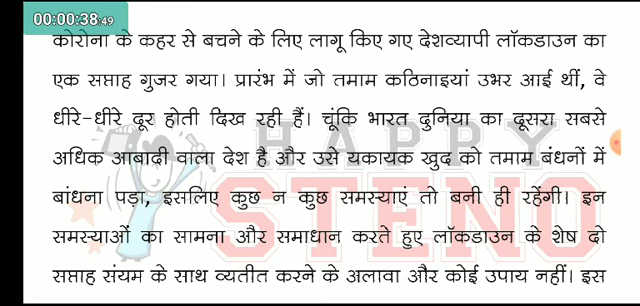 00:00:38.49
कोरोना के कहर से बचने के लिए लागू किए गए देशव्यापी लॉकडाउन का
एक सप्ताह गुजर गया। प्रारंभ में जो तमाम कठिनाइयां उभर आई थीं, वे
धीरे-धीरे दूर होती दिख रही हैं। चूंकि भारत दुनिया का दूसरा सबसे
अधिक आबादी वाला देश है और उसे यकायक खुद को तमाम बंधनों में
बांधना पड़ा, इसलिए कुछ न कुछ समस्याएं तो बनी ही रहेंगी। इन
समस्याओं का सामना और समाधान करते हुए लॉकडाउन के शेष दो
सप्ताह संयम के साथ व्यतीत करने के अलावा और कोई उपाय नहीं। इस
HAPPY
STENO